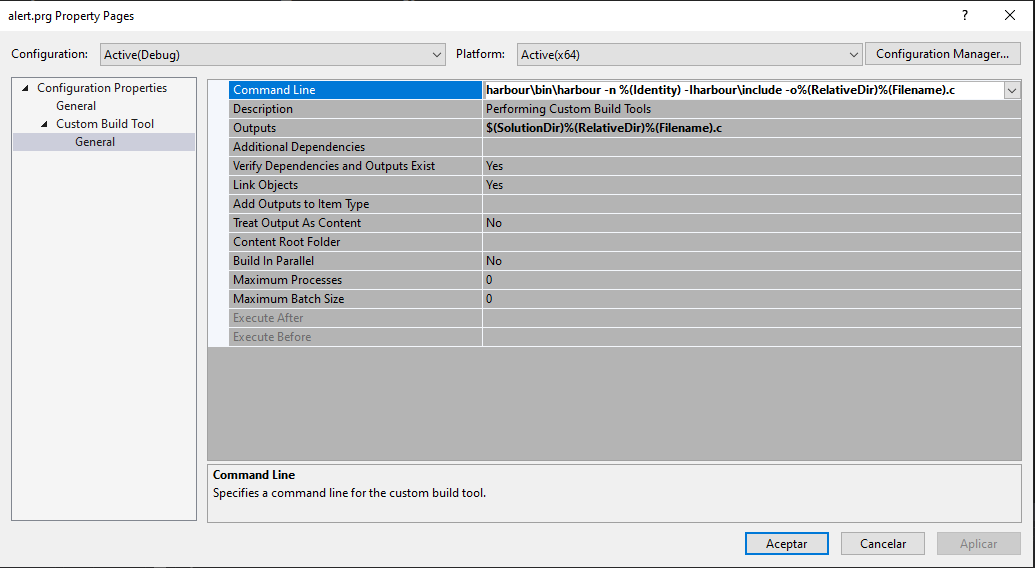 alert.prg Property Pages
?
Configuration: Active(Debug) Platform: Active(x64) Configuration Manager...
Configuration Properties
General
Custom Build Tool
General
Command Line harbour\bin\harbour -n %(Identity) -Iharbour\include -o%(RelativeDir)%(Filename).c
Description Performing Custom Build Tools
Outputs $(SolutionDir)%(RelativeDir)%(Filename).c
Additional Dependencies
Verify Dependencies and Outputs Exist Yes
Link Objects Yes
Add Outputs to Item Type
Treat Output As Content No
Content Root Folder
Build In Parallel No
Maximum Processes 0
Maximum Batch Size 0
Execute After
Execute Before
Command Line
Specifies a command line for the custom build tool.
Aceptar Cancelar Aplicar